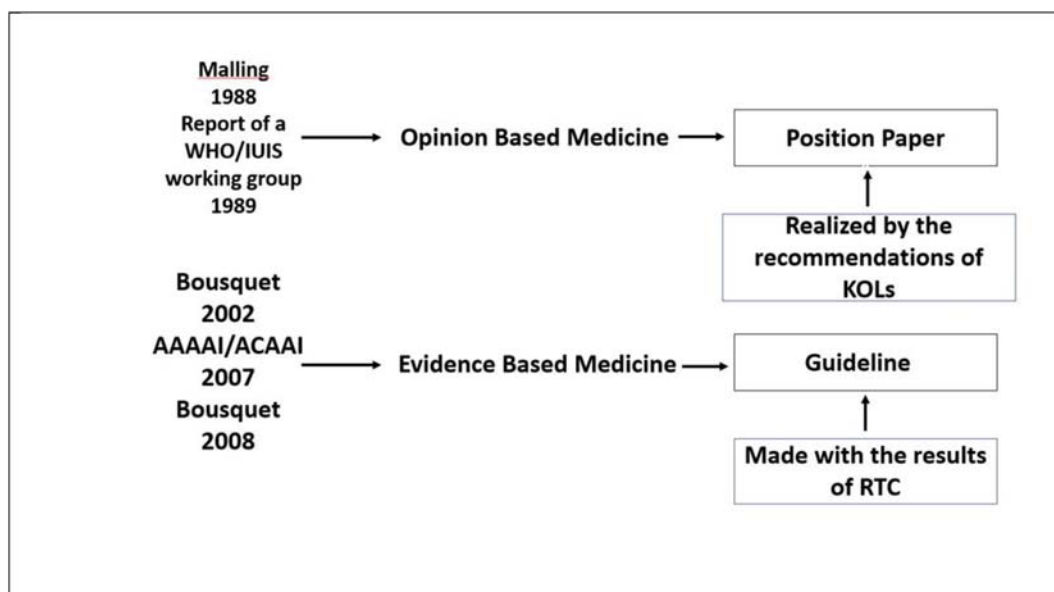 Malling
1988
Report of a
WHO/IUIS
working group
1989
Opinion Based Medicine
Position Paper
Realized by the
recommendations of
KOLs
Bousquet
2002
AAAAI/ACAAI
2007
Bousquet
2008
Evidence Based Medicine
Guideline
Made with the results
of RTC